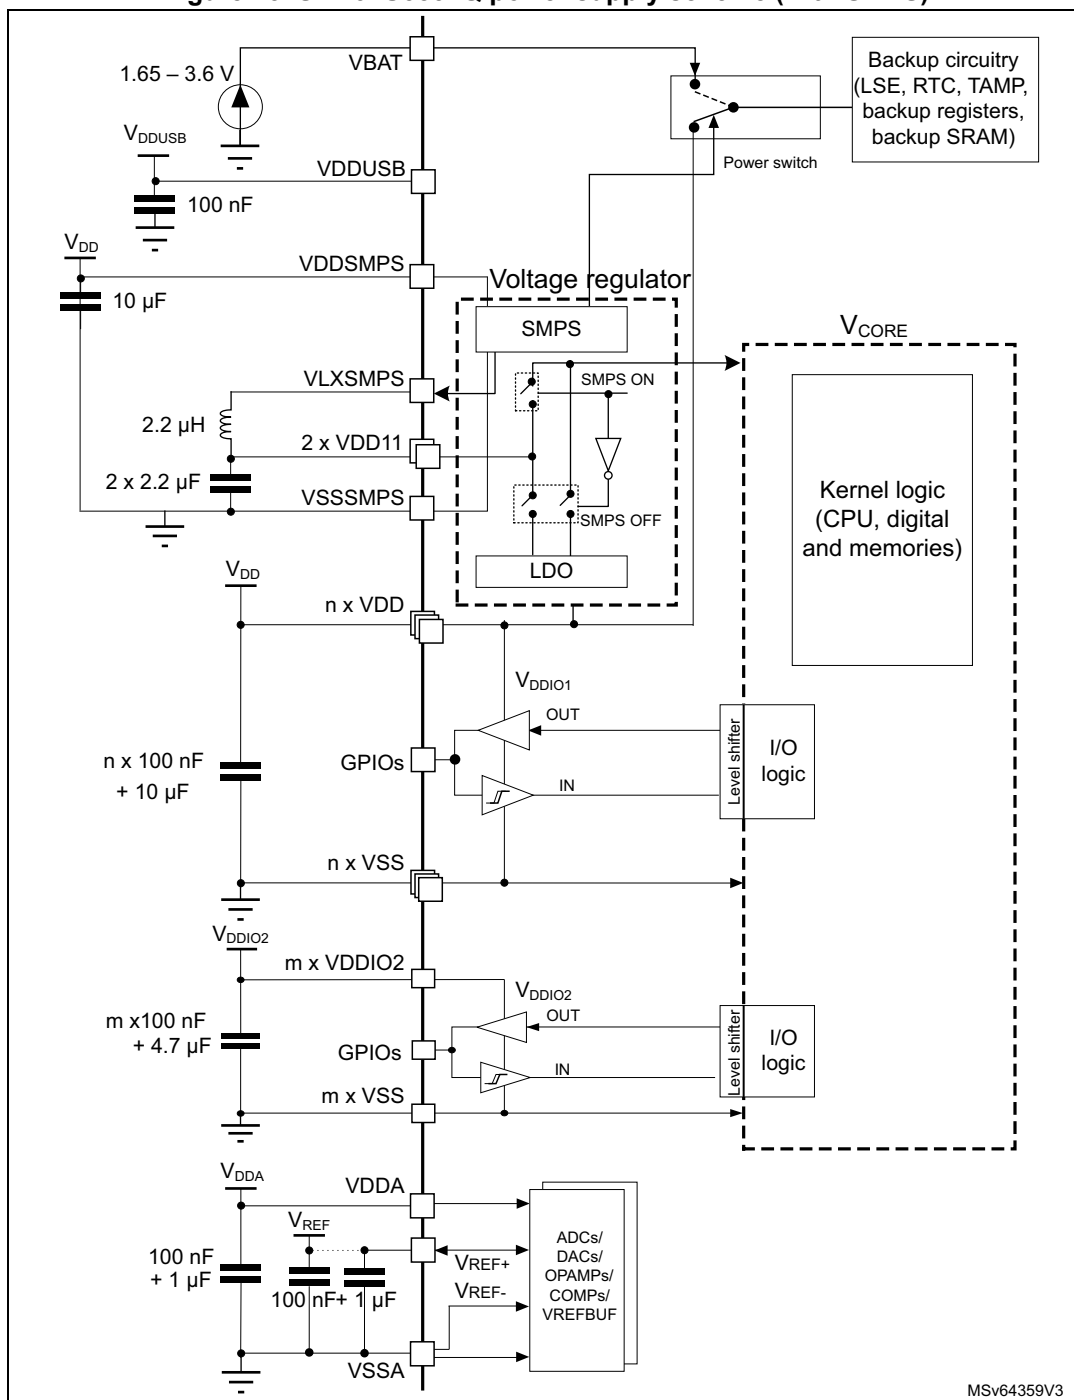 VBAT
1.65 – 3.6 V
Backup circuitry
(LSE, RTC, TAMP,
backup registers,
backup SRAM)
Power switch
VDDUSB
VDDUSB
100 nF
VDD
VDDSMPS
10 µF
Voltage regulator
SMPS
VCORE
VLXSMPS
SMPS ON
2.2 µH
2 x VDD11
2 x 2.2 µF
VSSSMPS
SMPS OFF
LDO
Kernel logic
(CPU, digital
and memories)
VDD
n x VDD
VDDIO1
OUT
GPIOs
IN
n x 100 nF
+ 10 µF
Level shifter
I/O
logic
n x VSS
VDDIO2
m x VDDIO2
VDDIO2
OUT
m x100 nF
+ 4.7 µF
GPIOs
IN
Level shifter
I/O
logic
m x VSS
VDDA
VDDA
VREF
100 nF
+ 1 µF
100 nF+ 1 µF
VREF+
VREF-
ADCs/
DACs/
OPAMPs/
COMPs/
VREFBUF
VSSA
MSv64359V3